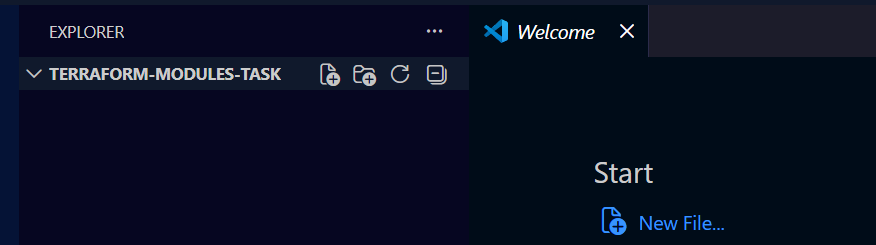 EXPLORER
Welcome
TERRAFORM-MODULES-TASK
Start
New File...